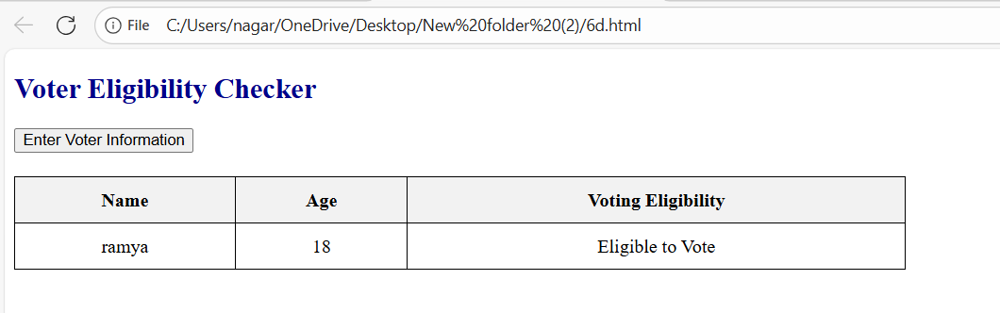 File C:/Users/nagar/OneDrive/Desktop/New%20folder%20(2)/6d.html
Voter Eligibility Checker
Enter Voter Information
Name Age Voting Eligibility
ramya 18 Eligible to Vote